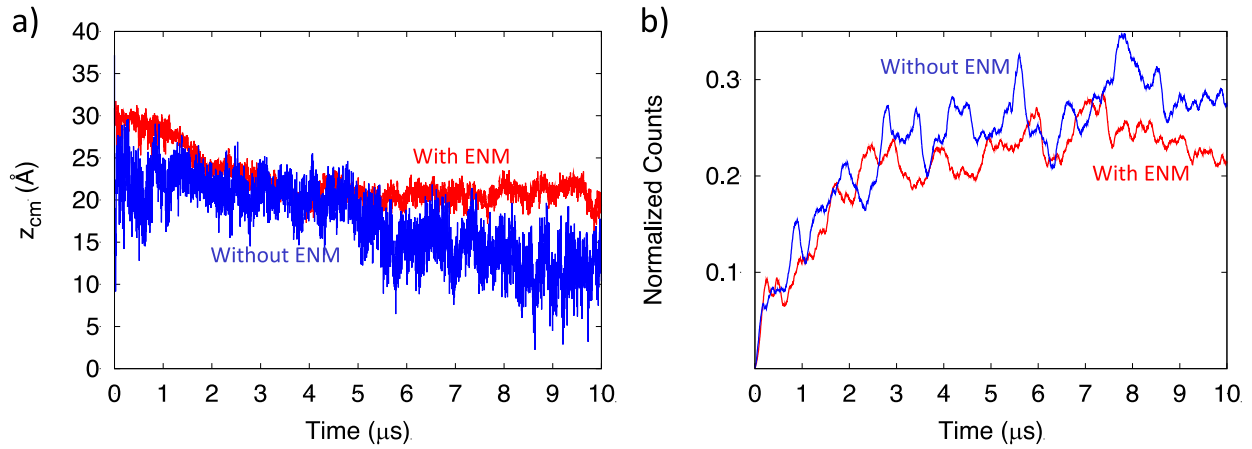 a)
40
35
30
25
20
15
10
5
0
z_cm (Å)
With ENM
Without ENM
0 1 2 3 4 5 6 7 8 9 10
Time (μs)
b)
0.3
0.2
0.1
Normalized Counts
Without ENM
With ENM
0 1 2 3 4 5 6 7 8 9 10
Time (μs)